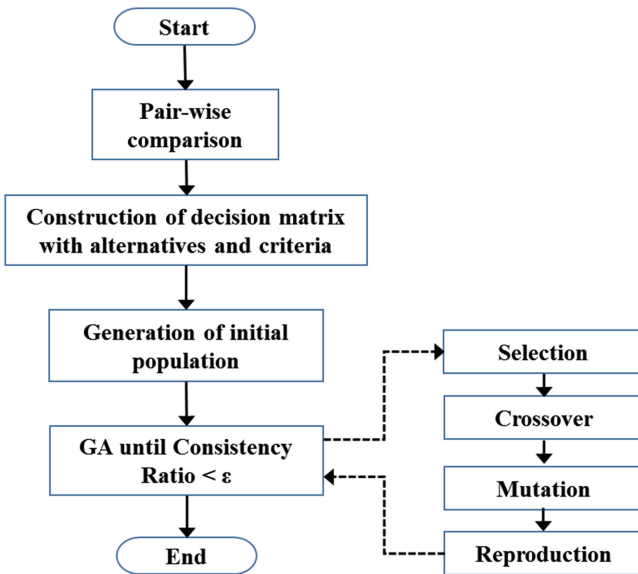 Start
Pair-wise
comparison
Construction of decision matrix
with alternatives and criteria
Generation of initial
population
GA until Consistency
Ratio < ε
End
Selection
Crossover
Mutation
Reproduction